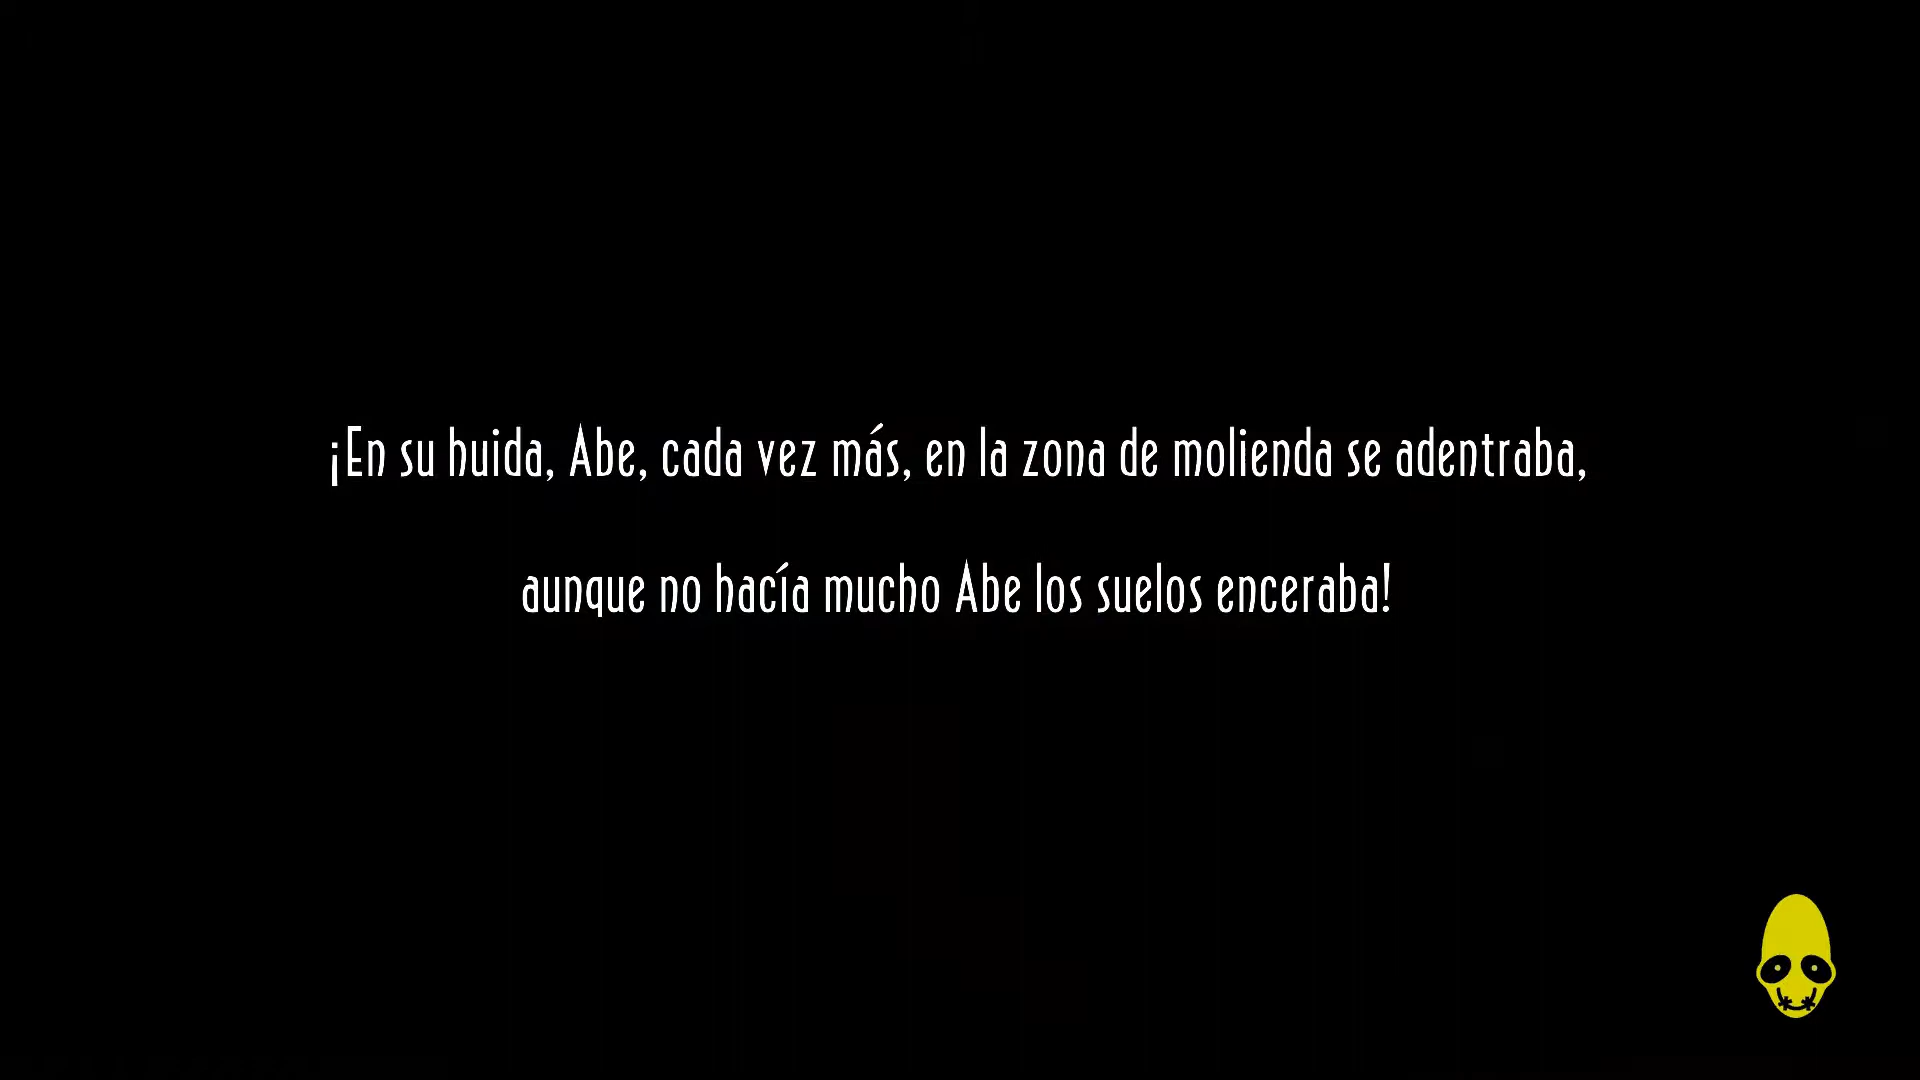 ¡En su huida, Abe, cada vez más, en la zona de molienda se adentraba,
aunque no hacía mucho Abe los suelos enceraba!